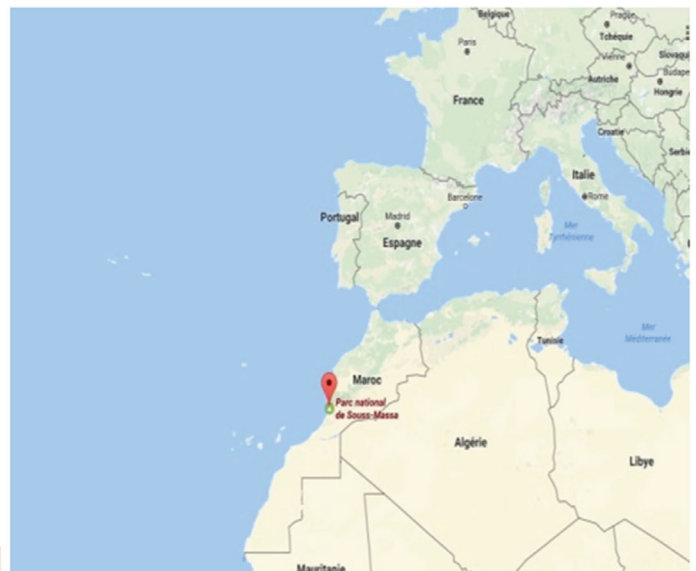 Belgique
Prague
Paris
Tchéquie
Vienne
Slovaqui
Budape
Autriche
Hongrie
France
Croatie
Serbi
Italie
Barcelone
Rome
Portugal
Madrid
Espagne
Mer
Tyrrhénienne
Mer
Méditerranée
Tunisie
Maroc
Parc national
de Souss-Massa
Algérie
Libye
Mauritanie